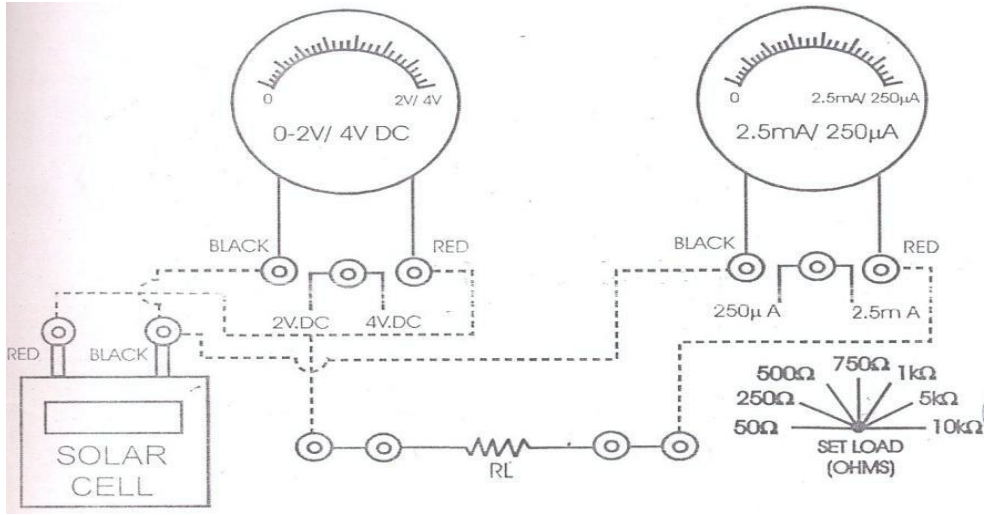 0 2V/ 4V
0-2V/ 4V DC
0 2.5mA/ 250µA
2.5mA/ 250µA
BLACK RED
2V.DC 4V.DC
BLACK RED
250µ A 2.5m A
RED BLACK
SOLAR
CELL
RL
50Ω
250Ω
500Ω
750Ω
1kΩ
5kΩ
10kΩ
SET LOAD
(OHMS)